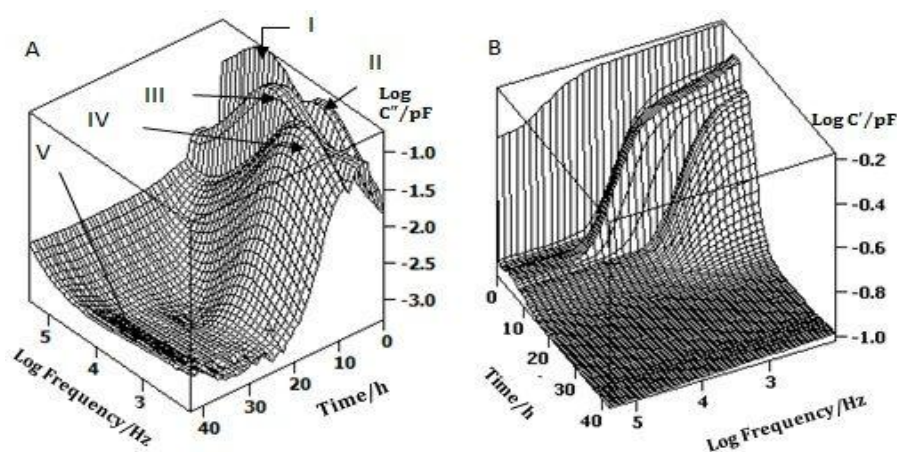 A
I
II
III
IV
V
Log
C″/pF
-1.0
-1.5
-2.0
-2.5
-3.0
0
10
20
30
40
Time/h
5
4
3
Log Frequency/Hz
B
Log C′/pF
-0.2
-0.4
-0.6
-0.8
-1.0
0
10
20
30
40
Time/h
5
4
3
Log Frequency/Hz